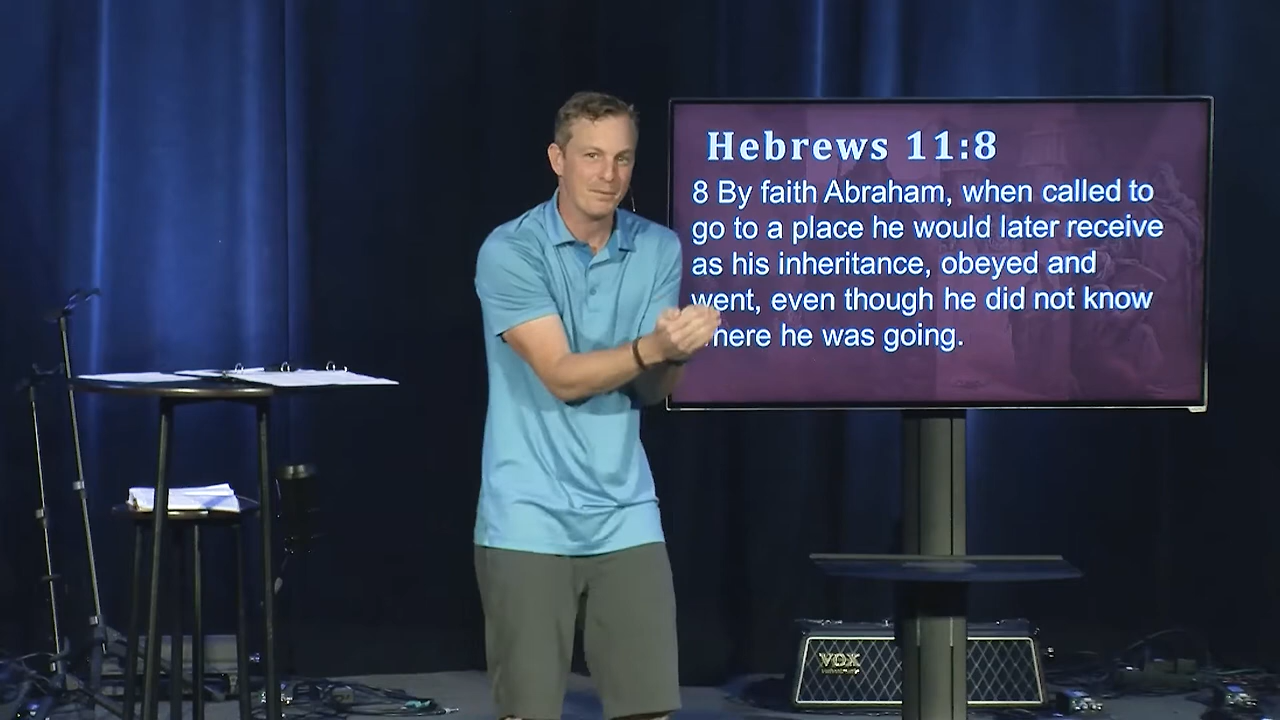 Hebrews 11:8
8 By faith Abraham, when called to
go to a place he would later receive
as his inheritance, obeyed and
went, even though he did not know
where he was going.
VOX